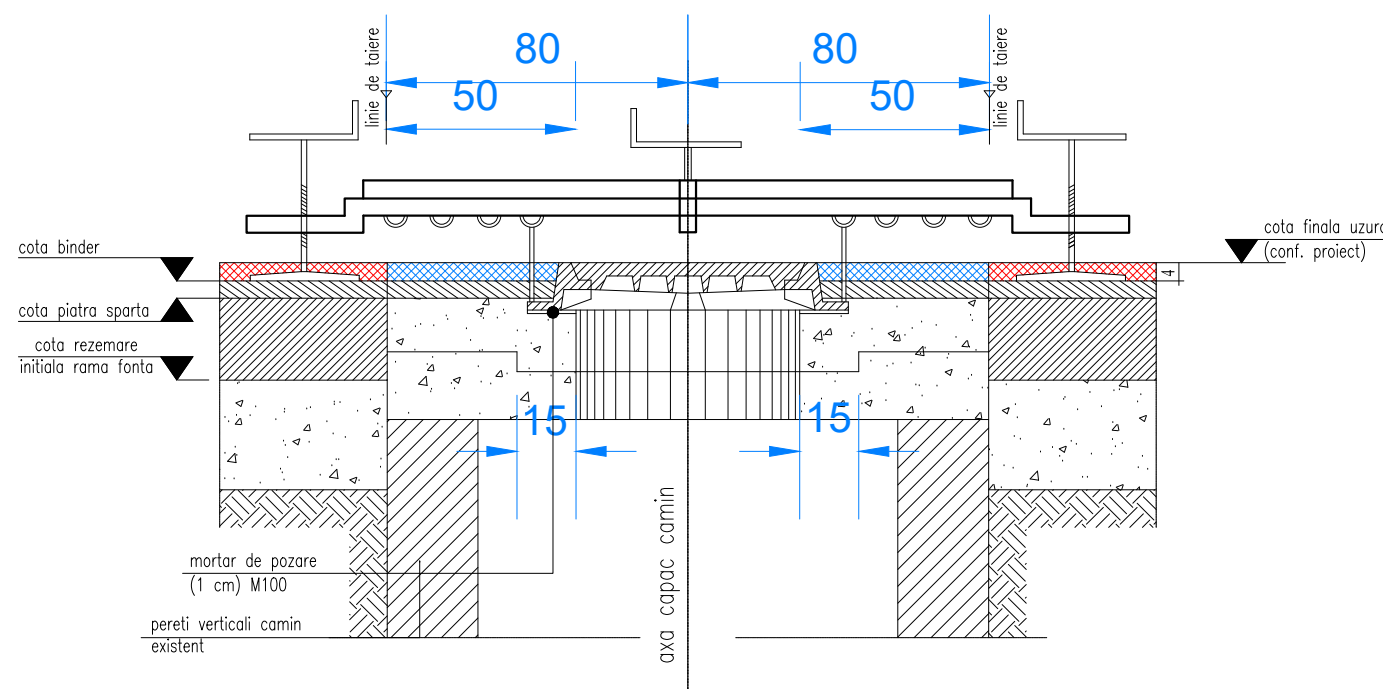 80
80
50
50
linie de taiere
linie de taiere
cota binder
cota finala uzura
(conf. proiect)
4
cota piatra sparta
cota rezemare
initiala rama fonta
15
15
axa capac camin
mortar de pozare
(1 cm) M100
pereti verticali camin
existent